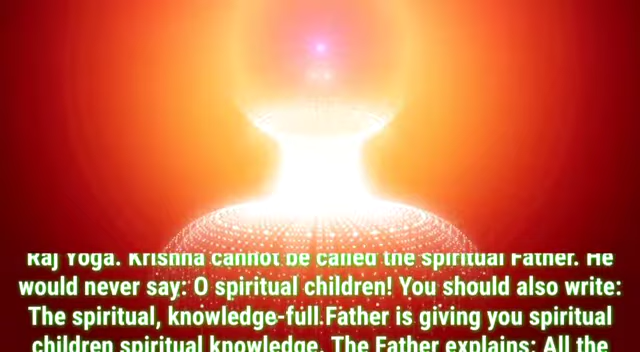 Raj Yoga. Krishna cannot be called the spiritual Father. He
would never say: O spiritual children! You should also write:
The spiritual, knowledge-full.Father is giving you spiritual
children spiritual knowledge. The Father explains: All the